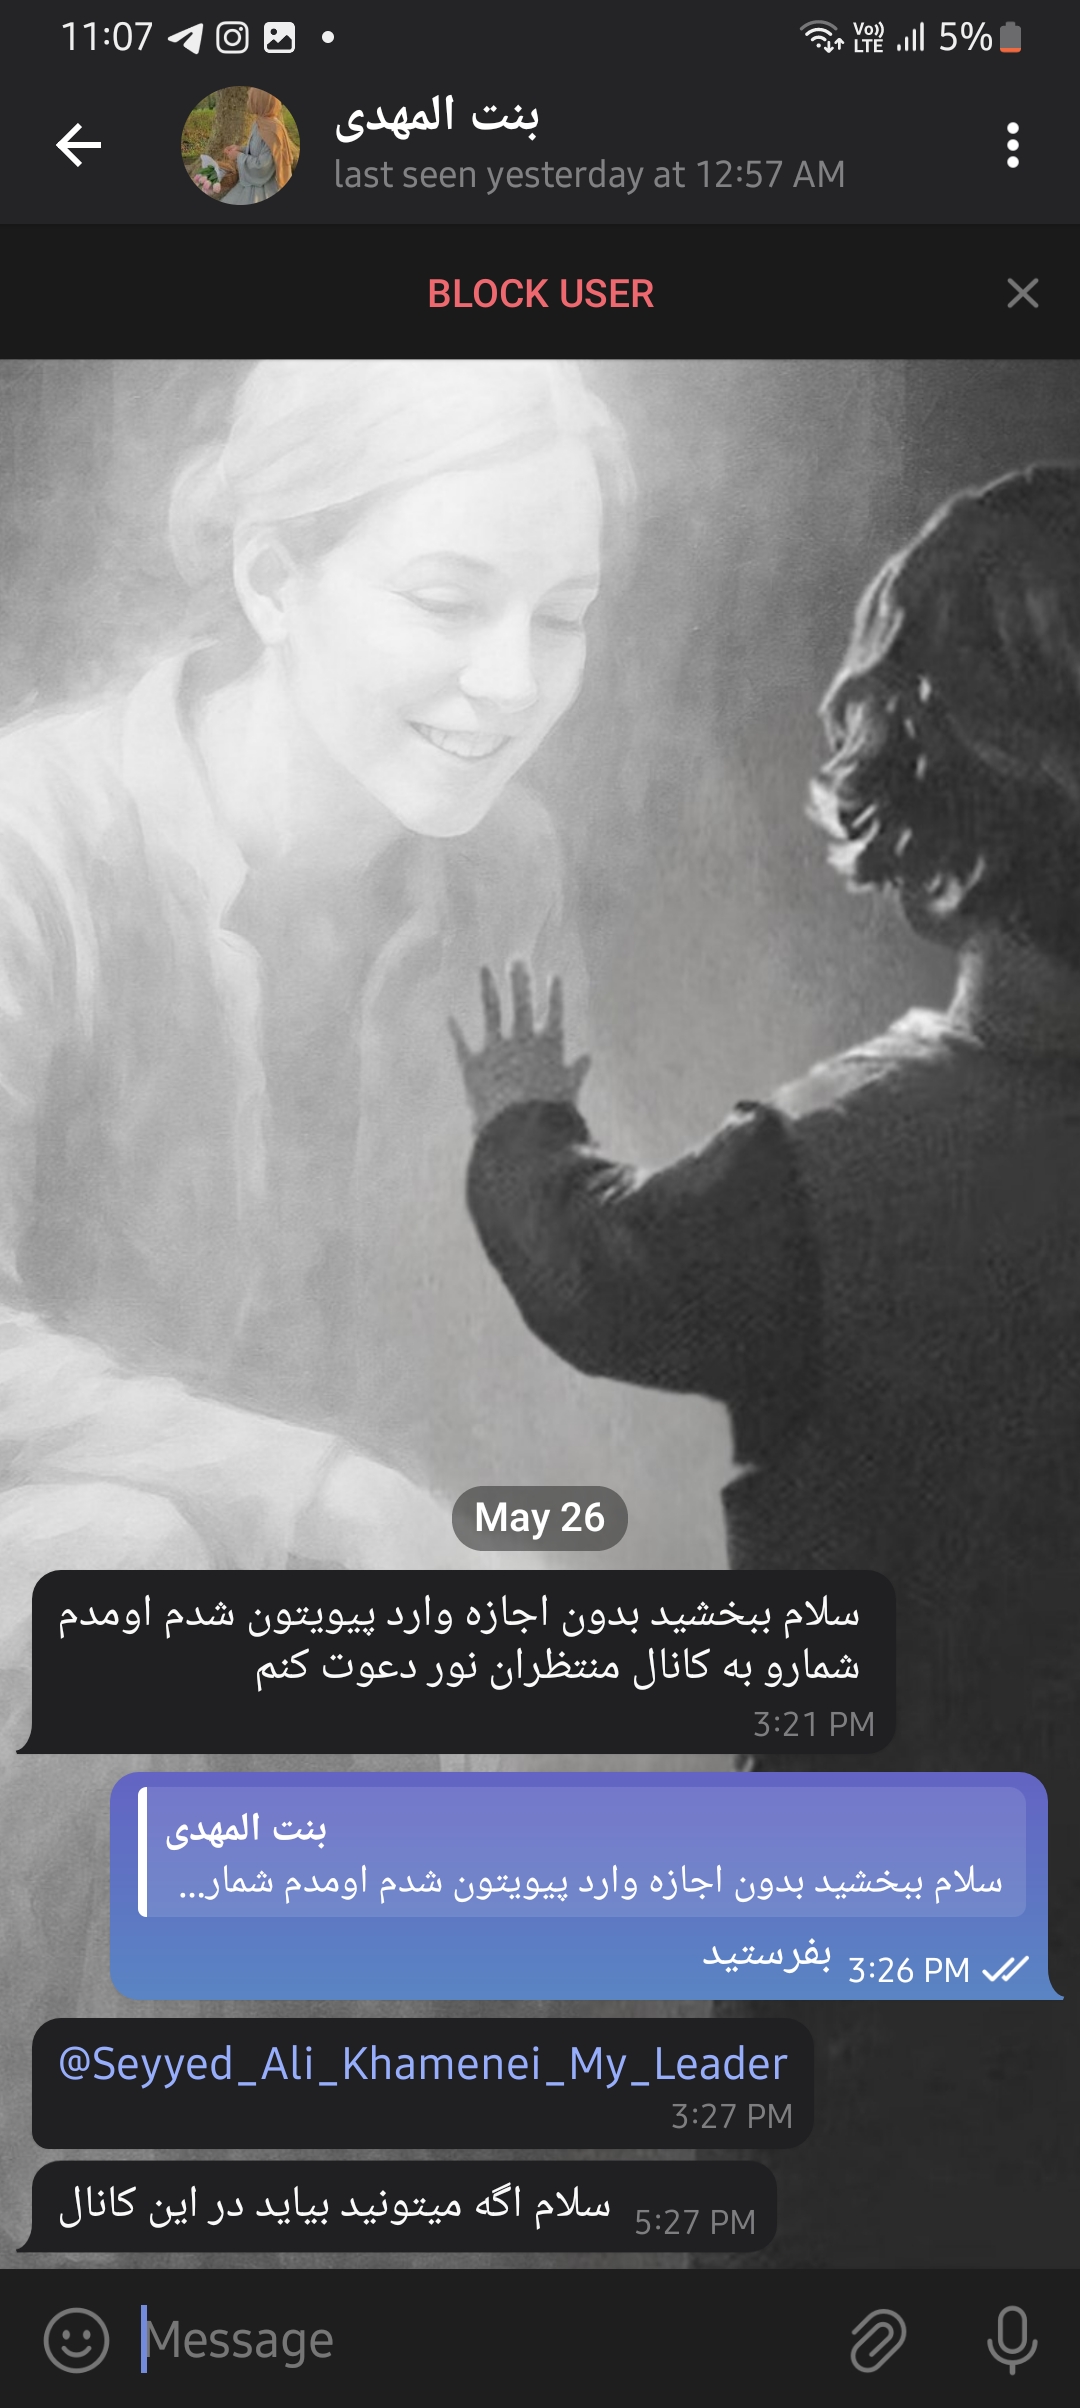 11:07
Vo)) LTE 5%
بنت المهدی
last seen yesterday at 12:57 AM
BLOCK USER
May 26
سلام ببخشید بدون اجازه وارد پیویتون شدم اومدم
شمارو به کانال منتظران نور دعوت کنم
3:21 PM
بنت المهدی
سلام ببخشید بدون اجازه وارد پیویتون شدم اومدم شمار...
بفرستید 3:26 PM
@Seyyed_Ali_Khamenei_My_Leader
3:27 PM
سلام اگه میتونید بیاید در این کانال 5:27 PM
Message